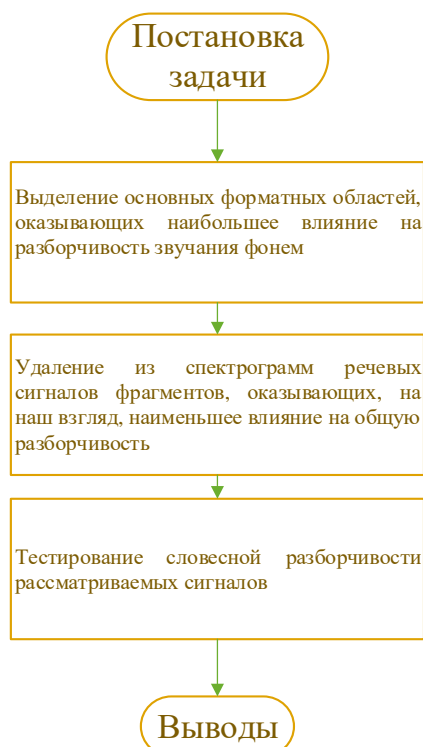 Постановка
задачи
Выделение основных форматных областей,
оказывающих наибольшее влияние на
разборчивость звучания фонем
Удаление из спектрограмм речевых
сигналов фрагментов, оказывающих, на
наш взгляд, наименьшее влияние на общую
разборчивость
Тестирование словесной разборчивости
рассматриваемых сигналов
Выводы